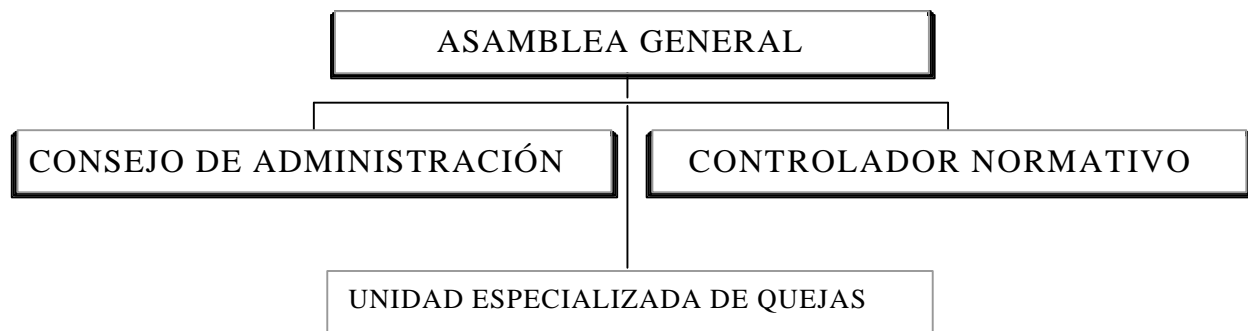 ASAMBLEA GENERAL
CONSEJO DE ADMINISTRACIÓN
CONTROLADOR NORMATIVO
UNIDAD ESPECIALIZADA DE QUEJAS